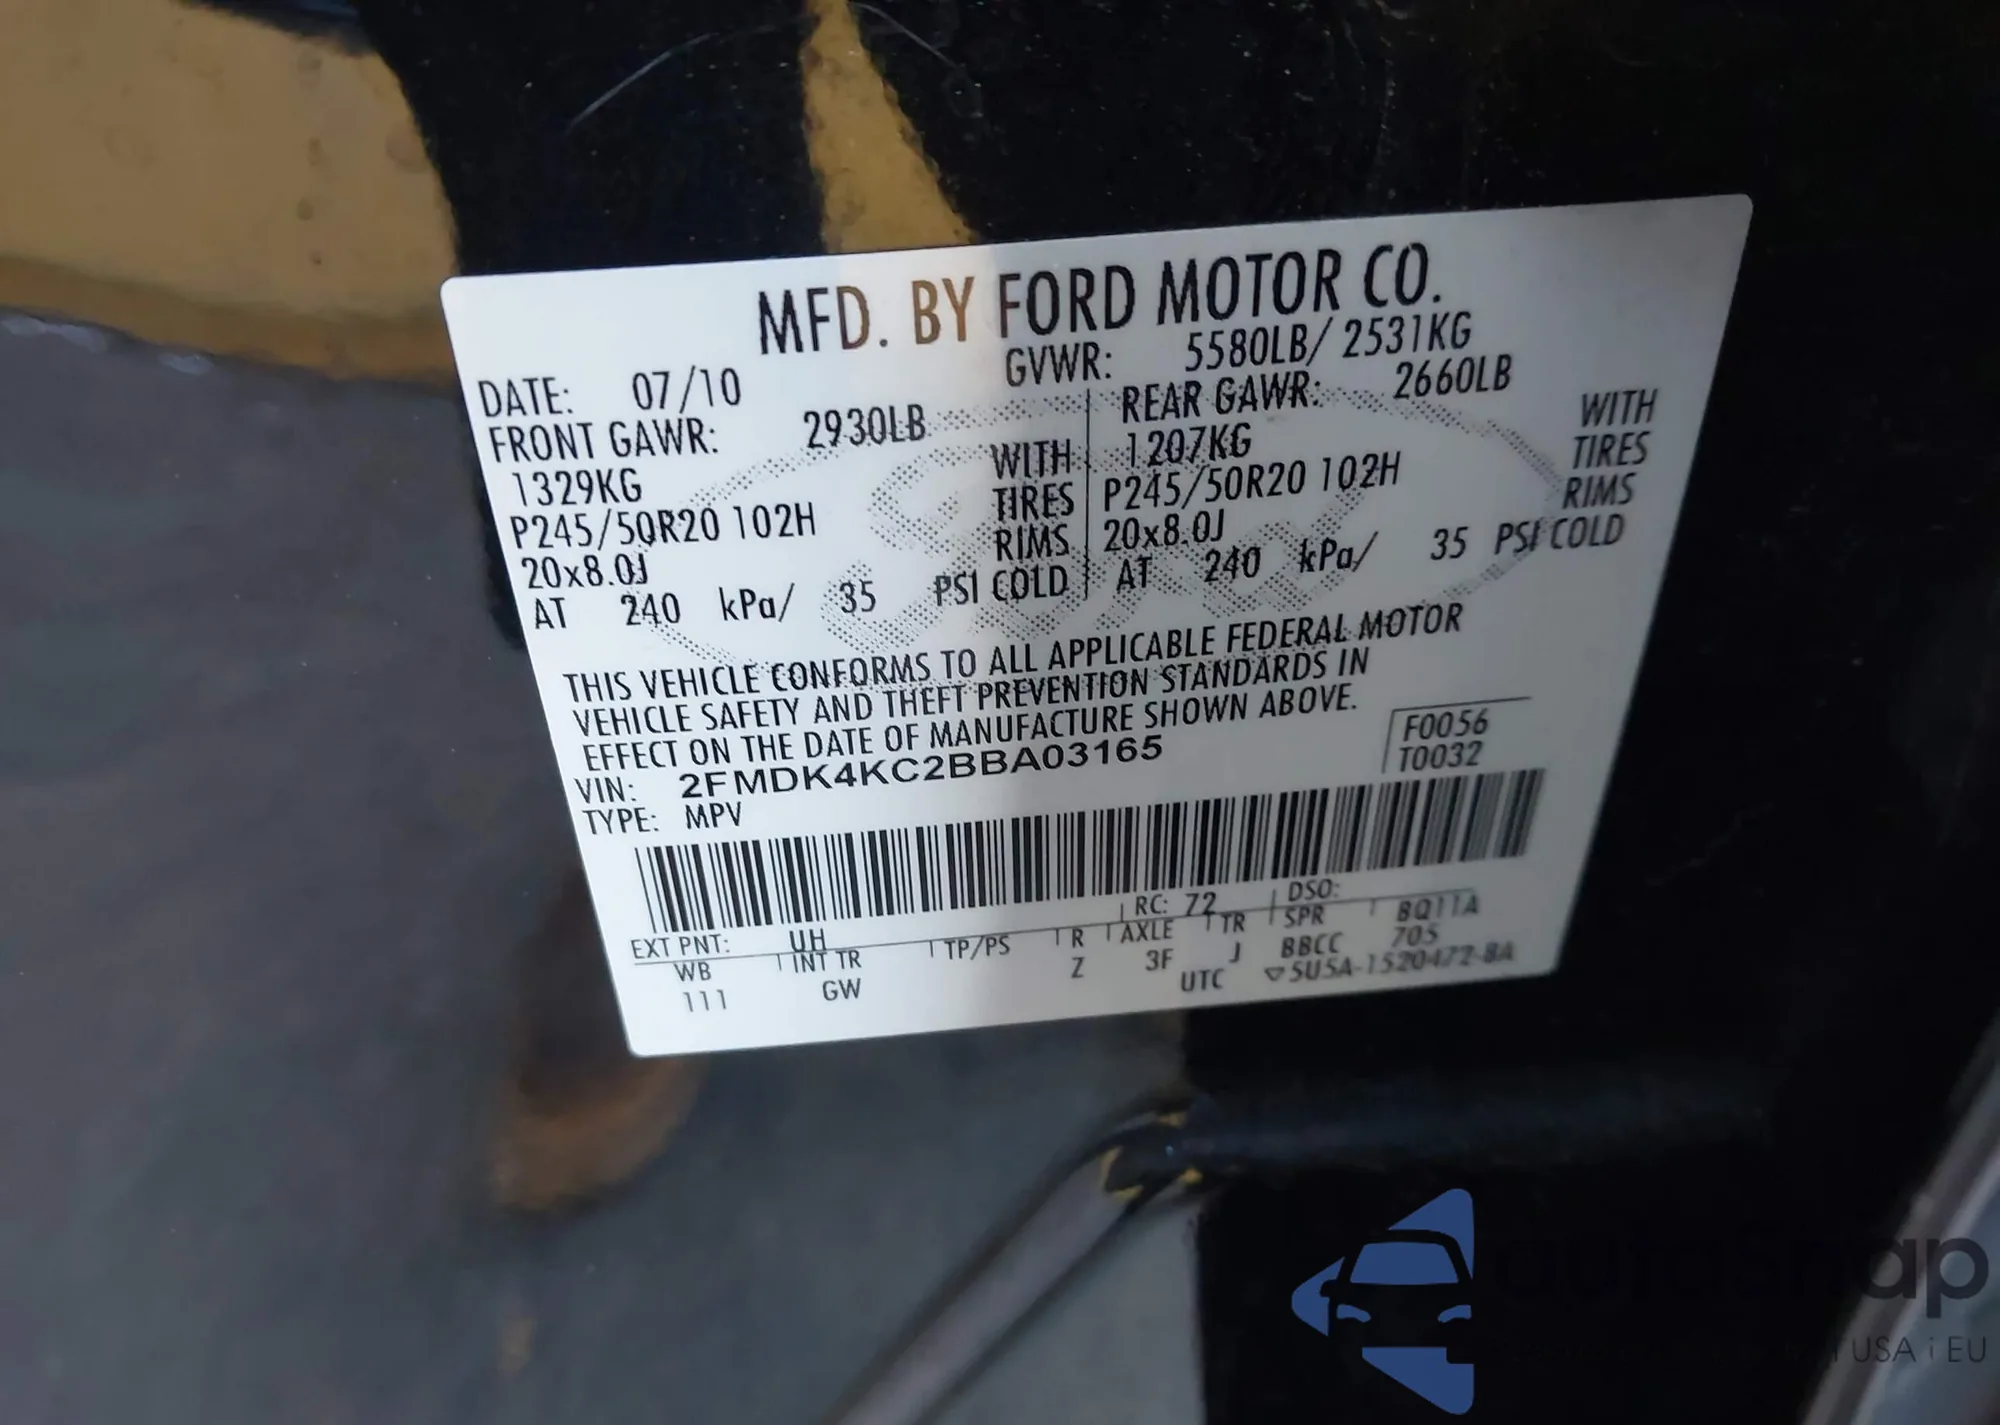 MFD. BY FORD MOTOR CO.
DATE: 07/10 GVWR: 5580LB/ 2531KG
FRONT GAWR: 2930LB REAR GAWR: 2660LB
1329KG WITH 1207KG WITH
P245/50R20 102H TIRES P245/50R20 102H TIRES
20x8.0J RIMS 20x8.0J RIMS
AT 240 kPa/ 35 PSI COLD AT 240 kPa/ 35 PSI COLD
THIS VEHICLE CONFORMS TO ALL APPLICABLE FEDERAL MOTOR
VEHICLE SAFETY AND THEFT PREVENTION STANDARDS IN
EFFECT ON THE DATE OF MANUFACTURE SHOWN ABOVE.
F0056
VIN: 2FMDK4KC2BBA03165 T0032
TYPE: MPV
EXT PNT: UH RC: 72 DSO:
WB INT TR TP/PS R AXLE TR SPR BQ11A
111 GW Z 3F J BBCC 705
UTC ▽5U5A-1520472-BA
USA i EU